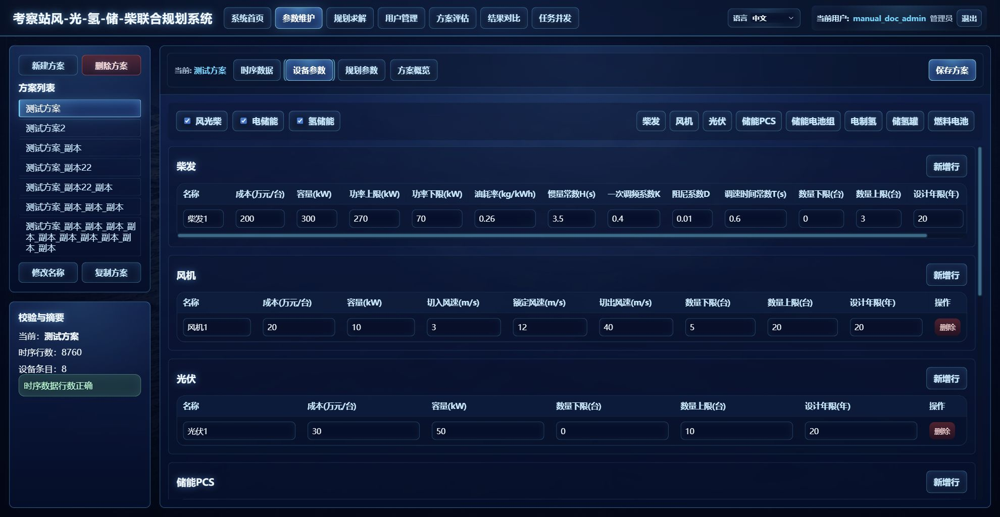 考察站风-光-氢-储-柴联合规划系统 系统首页 参数维护 规划求解 用户管理 方案评估 结果对比 任务并发 语言 中文 当前用户: manual_doc_admin 管理员 退出
新建方案 删除方案
方案列表
测试方案
测试方案2
测试方案_副本
测试方案_副本22
测试方案_副本22_副本
测试方案_副本_副本_副本
测试方案_副本_副本_副本_副
本_副本_副本_副本_副本_副
本_副本
修改名称 复制方案
校验与摘要
当前: 测试方案
时序行数: 8760
设备条目: 8
时序数据行数正确
当前: 测试方案 时序数据 设备参数 规划参数 方案概览 保存方案
风光柴 电储能 氢储能 柴发 风机 光伏 储能PCS 储能电池组 电制氢 储氢罐 燃料电池
柴发 新增行
名称 成本(万元/台) 容量(kW) 功率上限(kW) 功率下限(kW) 油耗率(kg/kWh) 惯量常数H(s) 一次调频系数K 阻尼系数D 调速时间常数T(s) 数量下限(台) 数量上限(台) 设计年限(年)
柴发1 200 300 270 70 0.26 3.5 0.4 0.01 0.6 0 3 20
风机 新增行
名称 成本(万元/台) 容量(kW) 切入风速(m/s) 额定风速(m/s) 切出风速(m/s) 数量下限(台) 数量上限(台) 设计年限(年) 操作
风机1 20 10 3 12 40 5 20 20 删除
光伏 新增行
名称 成本(万元/台) 容量(kW) 数量下限(台) 数量上限(台) 设计年限(年) 操作
光伏1 30 50 0 10 20 删除
储能PCS 新增行